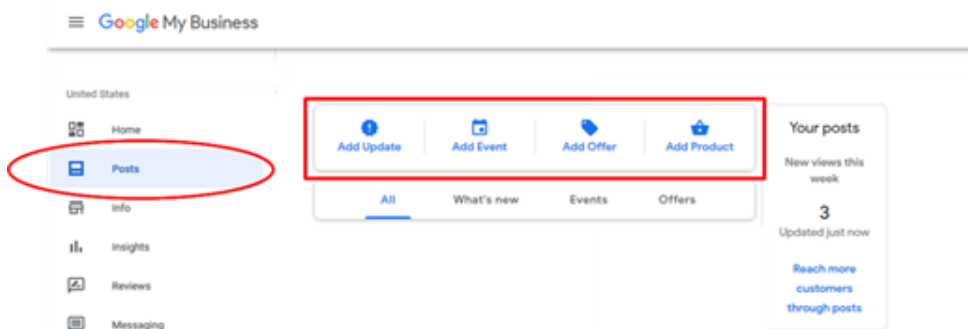 Google My Business
United States
Home
Posts
Info
Insights
Reviews
Messaging
Add Update
Add Event
Add Offer
Add Product
All
What's new
Events
Offers
Your posts
New views this
week
3
Updated just now
Reach more
customers
through posts